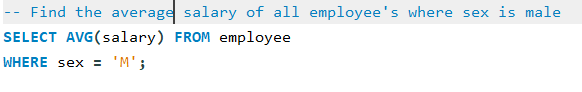 -- Find the average salary of all employee's where sex is male
SELECT AVG(salary) FROM employee
WHERE sex = 'M';